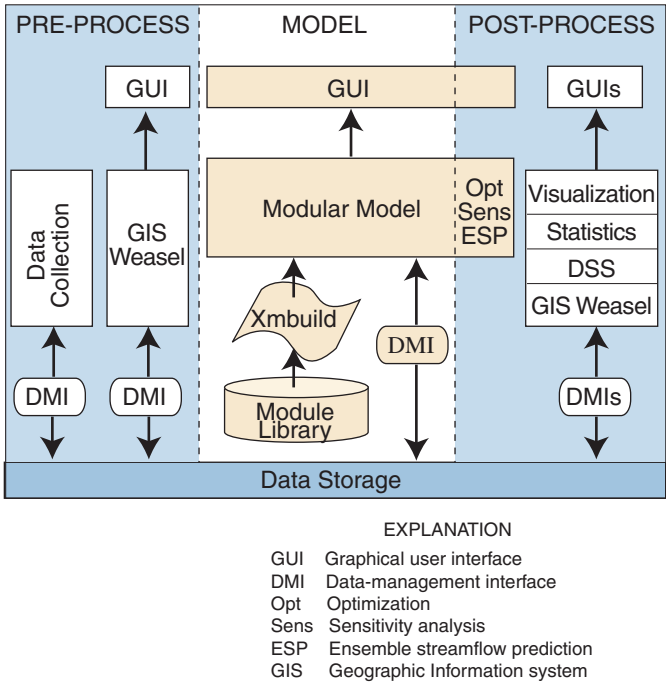 PRE-PROCESS
MODEL
POST-PROCESS
GUI
GUI
GUIs
Data
Collection
GIS
Weasel
Modular Model
Opt
Sens
ESP
Visualization
Statistics
DSS
GIS Weasel
Xmbuild
DMI
DMI
DMI
DMIs
Module
Library
Data Storage
EXPLANATION
GUI Graphical user interface
DMI Data-management interface
Opt Optimization
Sens Sensitivity analysis
ESP Ensemble streamflow prediction
GIS Geographic Information system